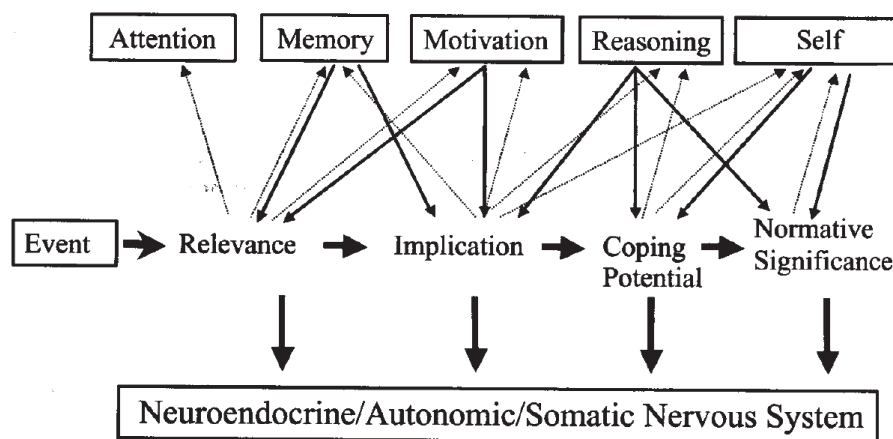 Attention
Memory
Motivation
Reasoning
Self
Event
Relevance
Implication
Coping
Potential
Normative
Significance
Neuroendocrine/Autonomic/Somatic Nervous System